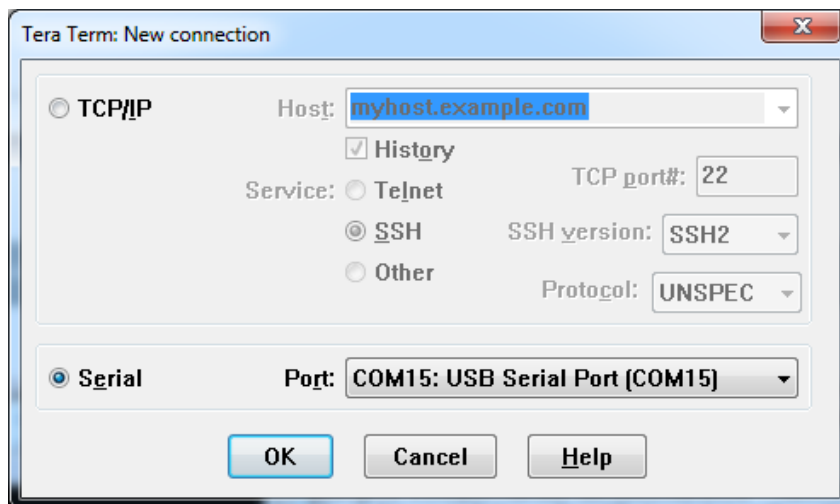 Tera Term: New connection
TCP/IP Host: myhost.example.com
History
Service: Telnet TCP port#: 22
SSH SSH version: SSH2
Other Protocol: UNSPEC
Serial Port: COM15: USB Serial Port (COM15)
OK Cancel Help